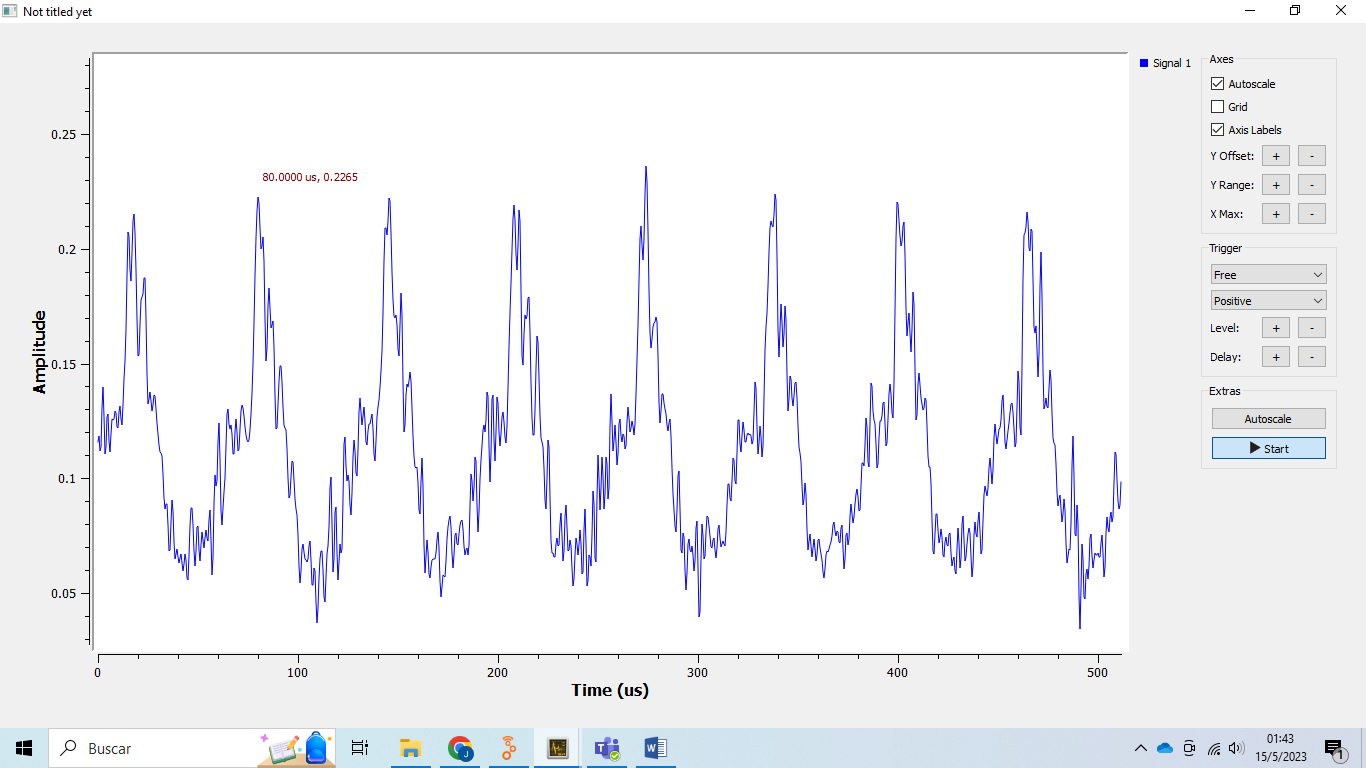 Not titled yet
Signal 1
Axes
Autoscale
Grid
Axis Labels
Y Offset: + -
Y Range: + -
X Max: + -
Trigger
Free
Positive
Level: + -
Delay: + -
Extras
Autoscale
Start
0.25
0.2
0.15
0.1
0.05
Amplitude
80.0000 us, 0.2265
0 100 200 300 400 500
Time (us)
Buscar
01:43
15/5/2023
1